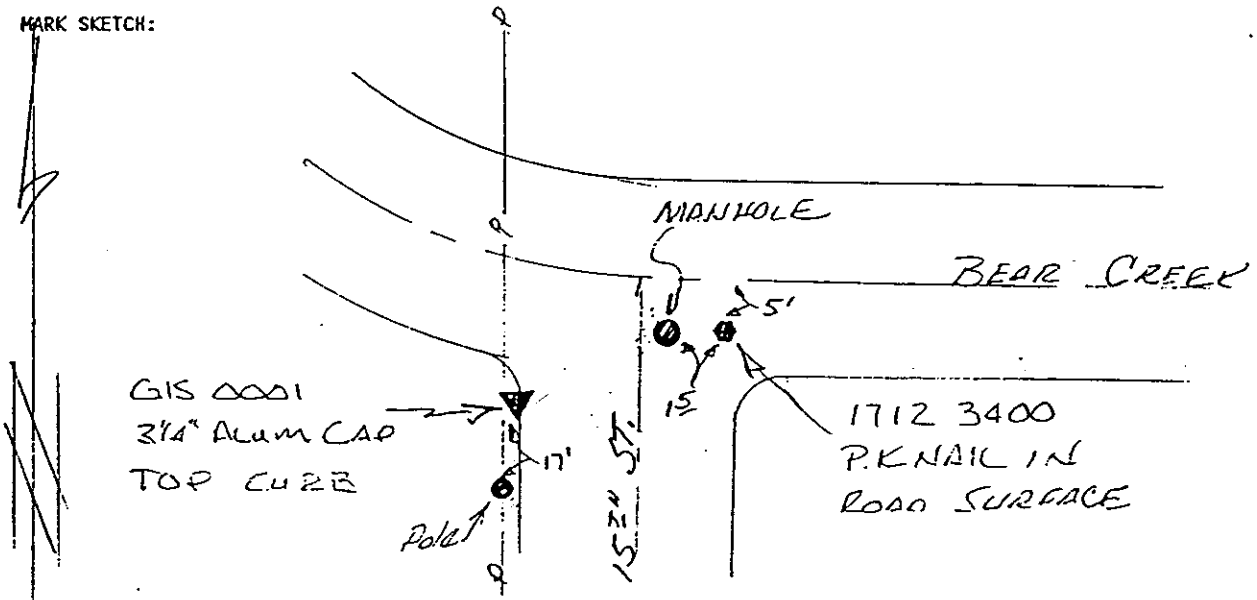 MARK SKETCH:
P
P
MANHOLE
BEAR CREEK
5'
15
GIS 0001
3 1/4" ALUM CAP
TOP CURB
17'
Pole
P
15TH ST.
1712 3400
P.K NAIL IN
ROAD SURFACE